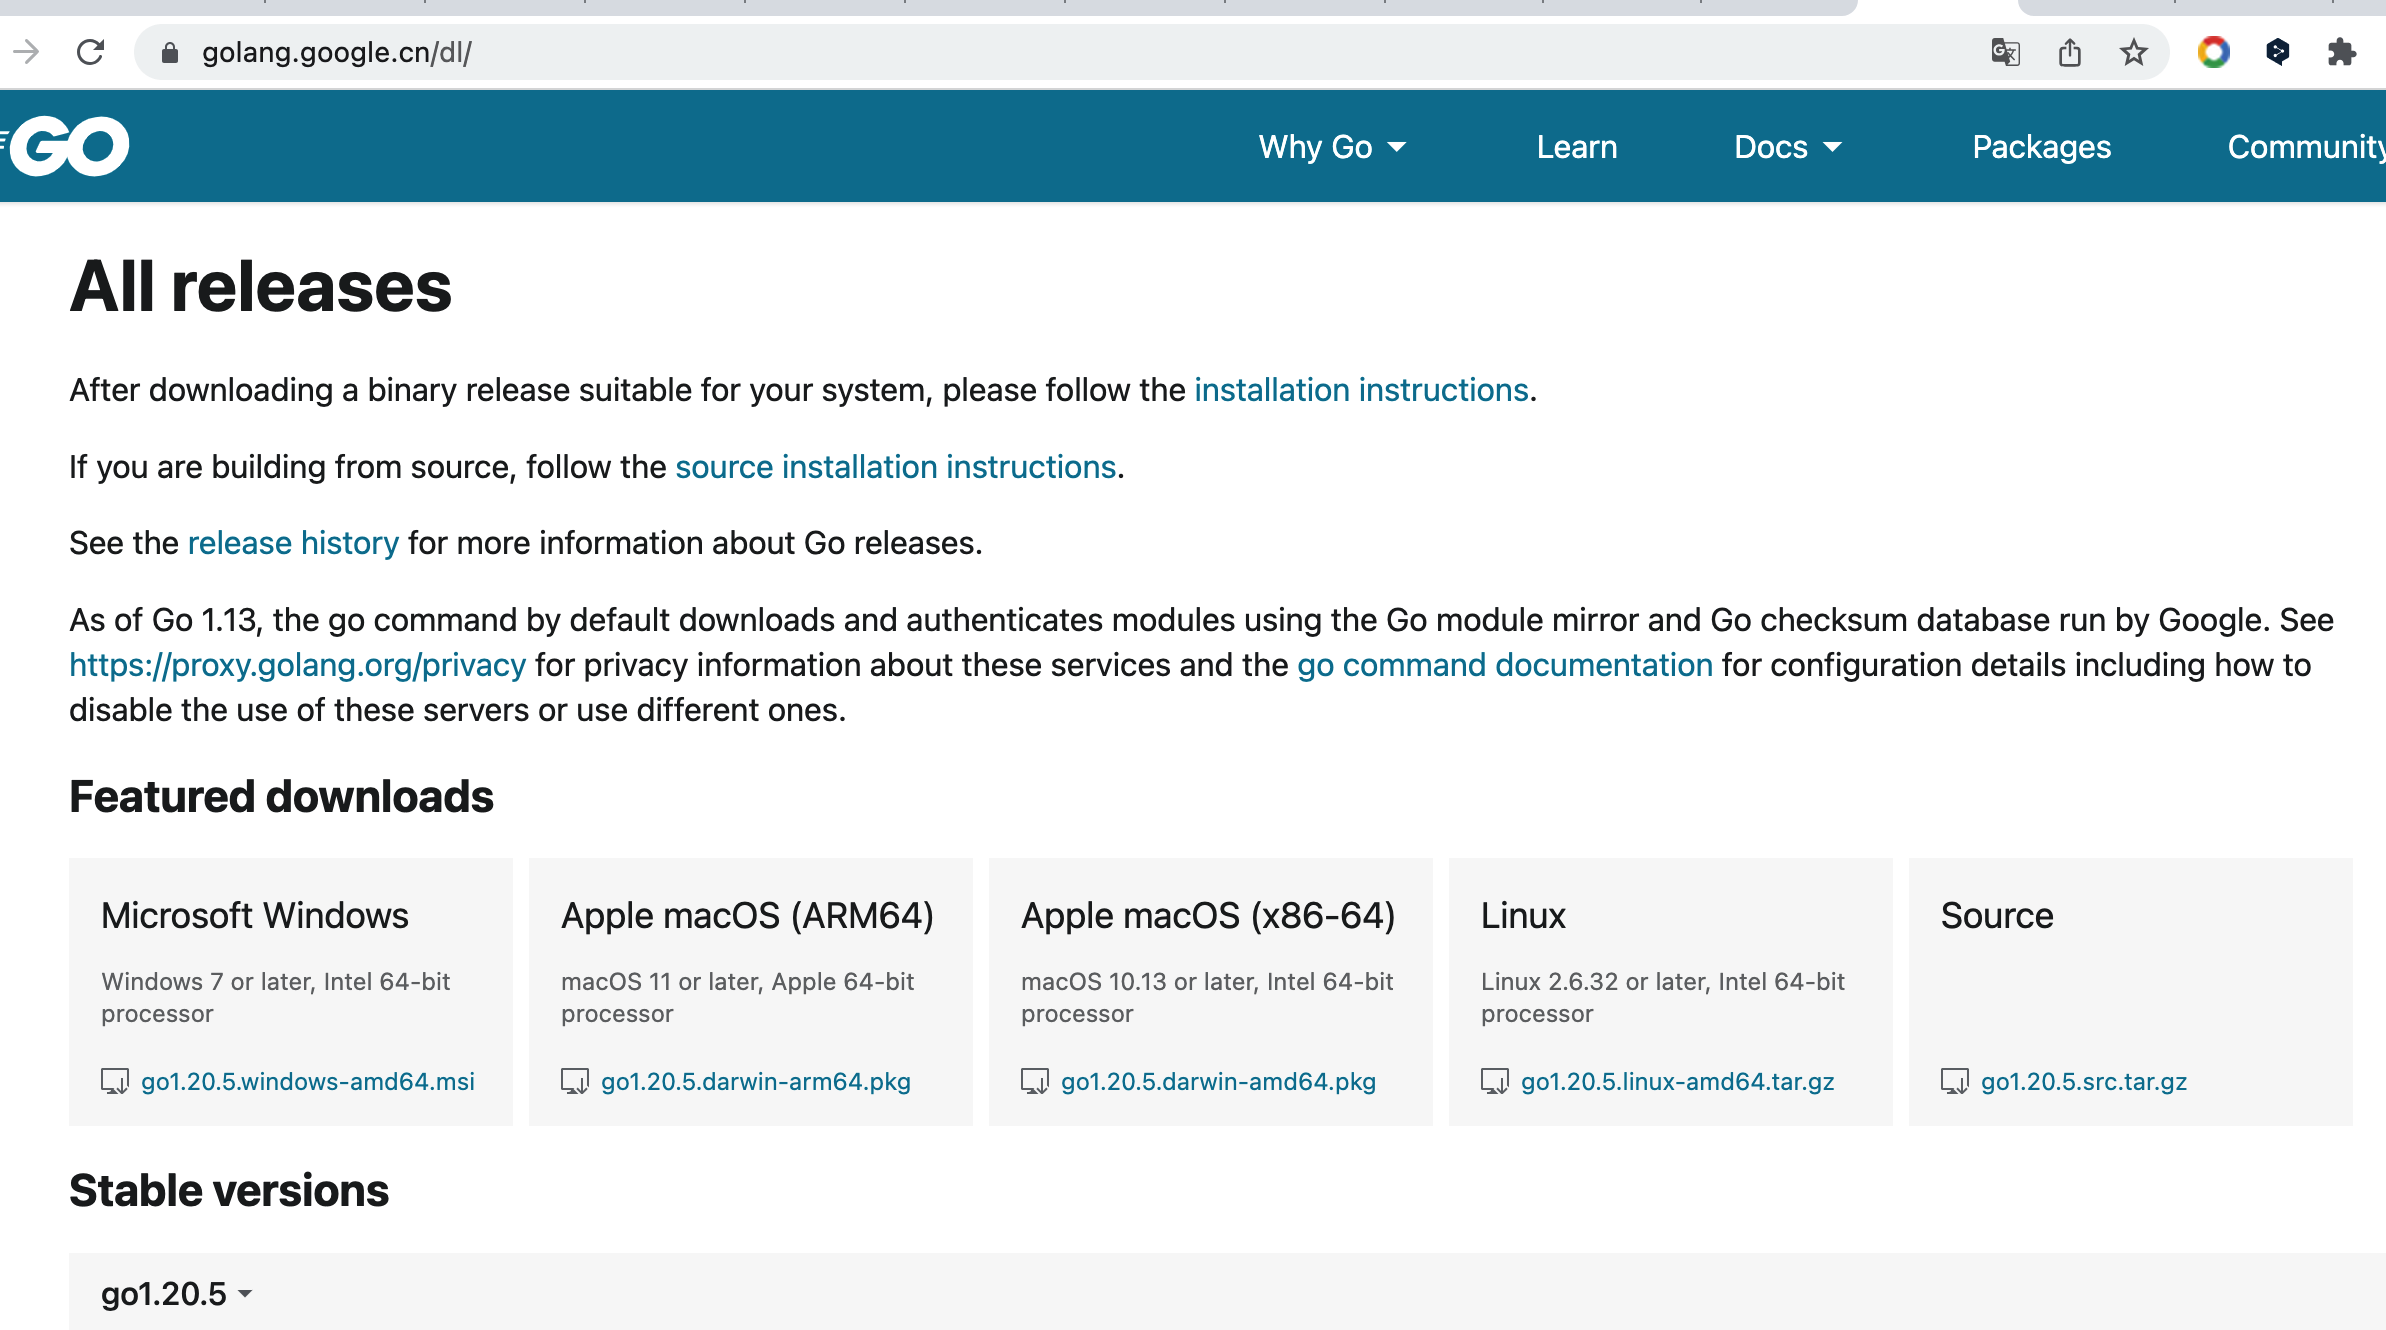 golang.google.cn/dl/
GO
Why Go
Learn
Docs
Packages
Community
All releases
After downloading a binary release suitable for your system, please follow the installation instructions.
If you are building from source, follow the source installation instructions.
See the release history for more information about Go releases.
As of Go 1.13, the go command by default downloads and authenticates modules using the Go module mirror and Go checksum database run by Google. See
https://proxy.golang.org/privacy for privacy information about these services and the go command documentation for configuration details including how to
disable the use of these servers or use different ones.
Featured downloads
Microsoft Windows
Windows 7 or later, Intel 64-bit
processor
go1.20.5.windows-amd64.msi
Apple macOS (ARM64)
macOS 11 or later, Apple 64-bit
processor
go1.20.5.darwin-arm64.pkg
Apple macOS (x86-64)
macOS 10.13 or later, Intel 64-bit
processor
go1.20.5.darwin-amd64.pkg
Linux
Linux 2.6.32 or later, Intel 64-bit
processor
go1.20.5.linux-amd64.tar.gz
Source
go1.20.5.src.tar.gz
Stable versions
go1.20.5